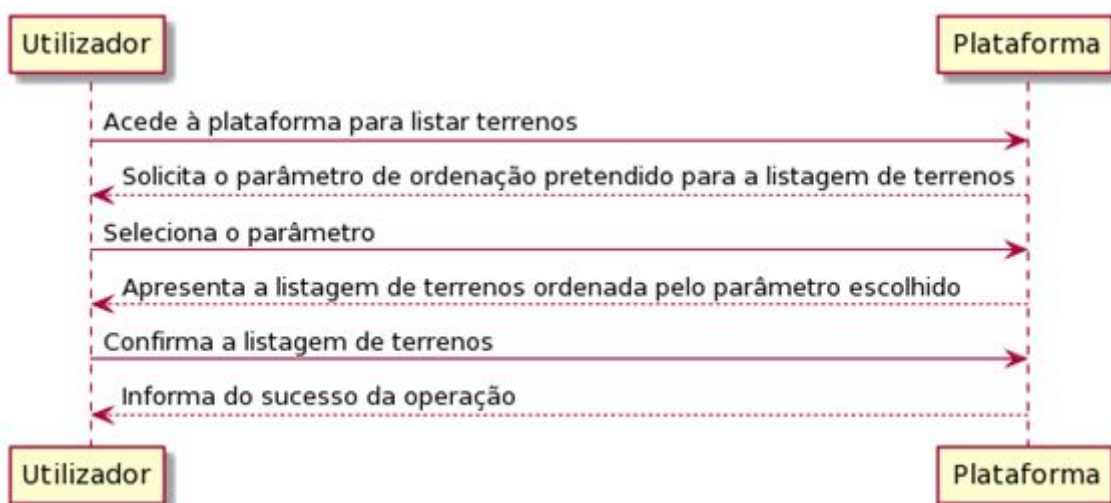 Utilizador
Plataforma
Acede à plataforma para listar terrenos
Solicita o parâmetro de ordenação pretendido para a listagem de terrenos
Seleciona o parâmetro
Apresenta a listagem de terrenos ordenada pelo parâmetro escolhido
Confirma a listagem de terrenos
Informa do sucesso da operação
Utilizador
Plataforma